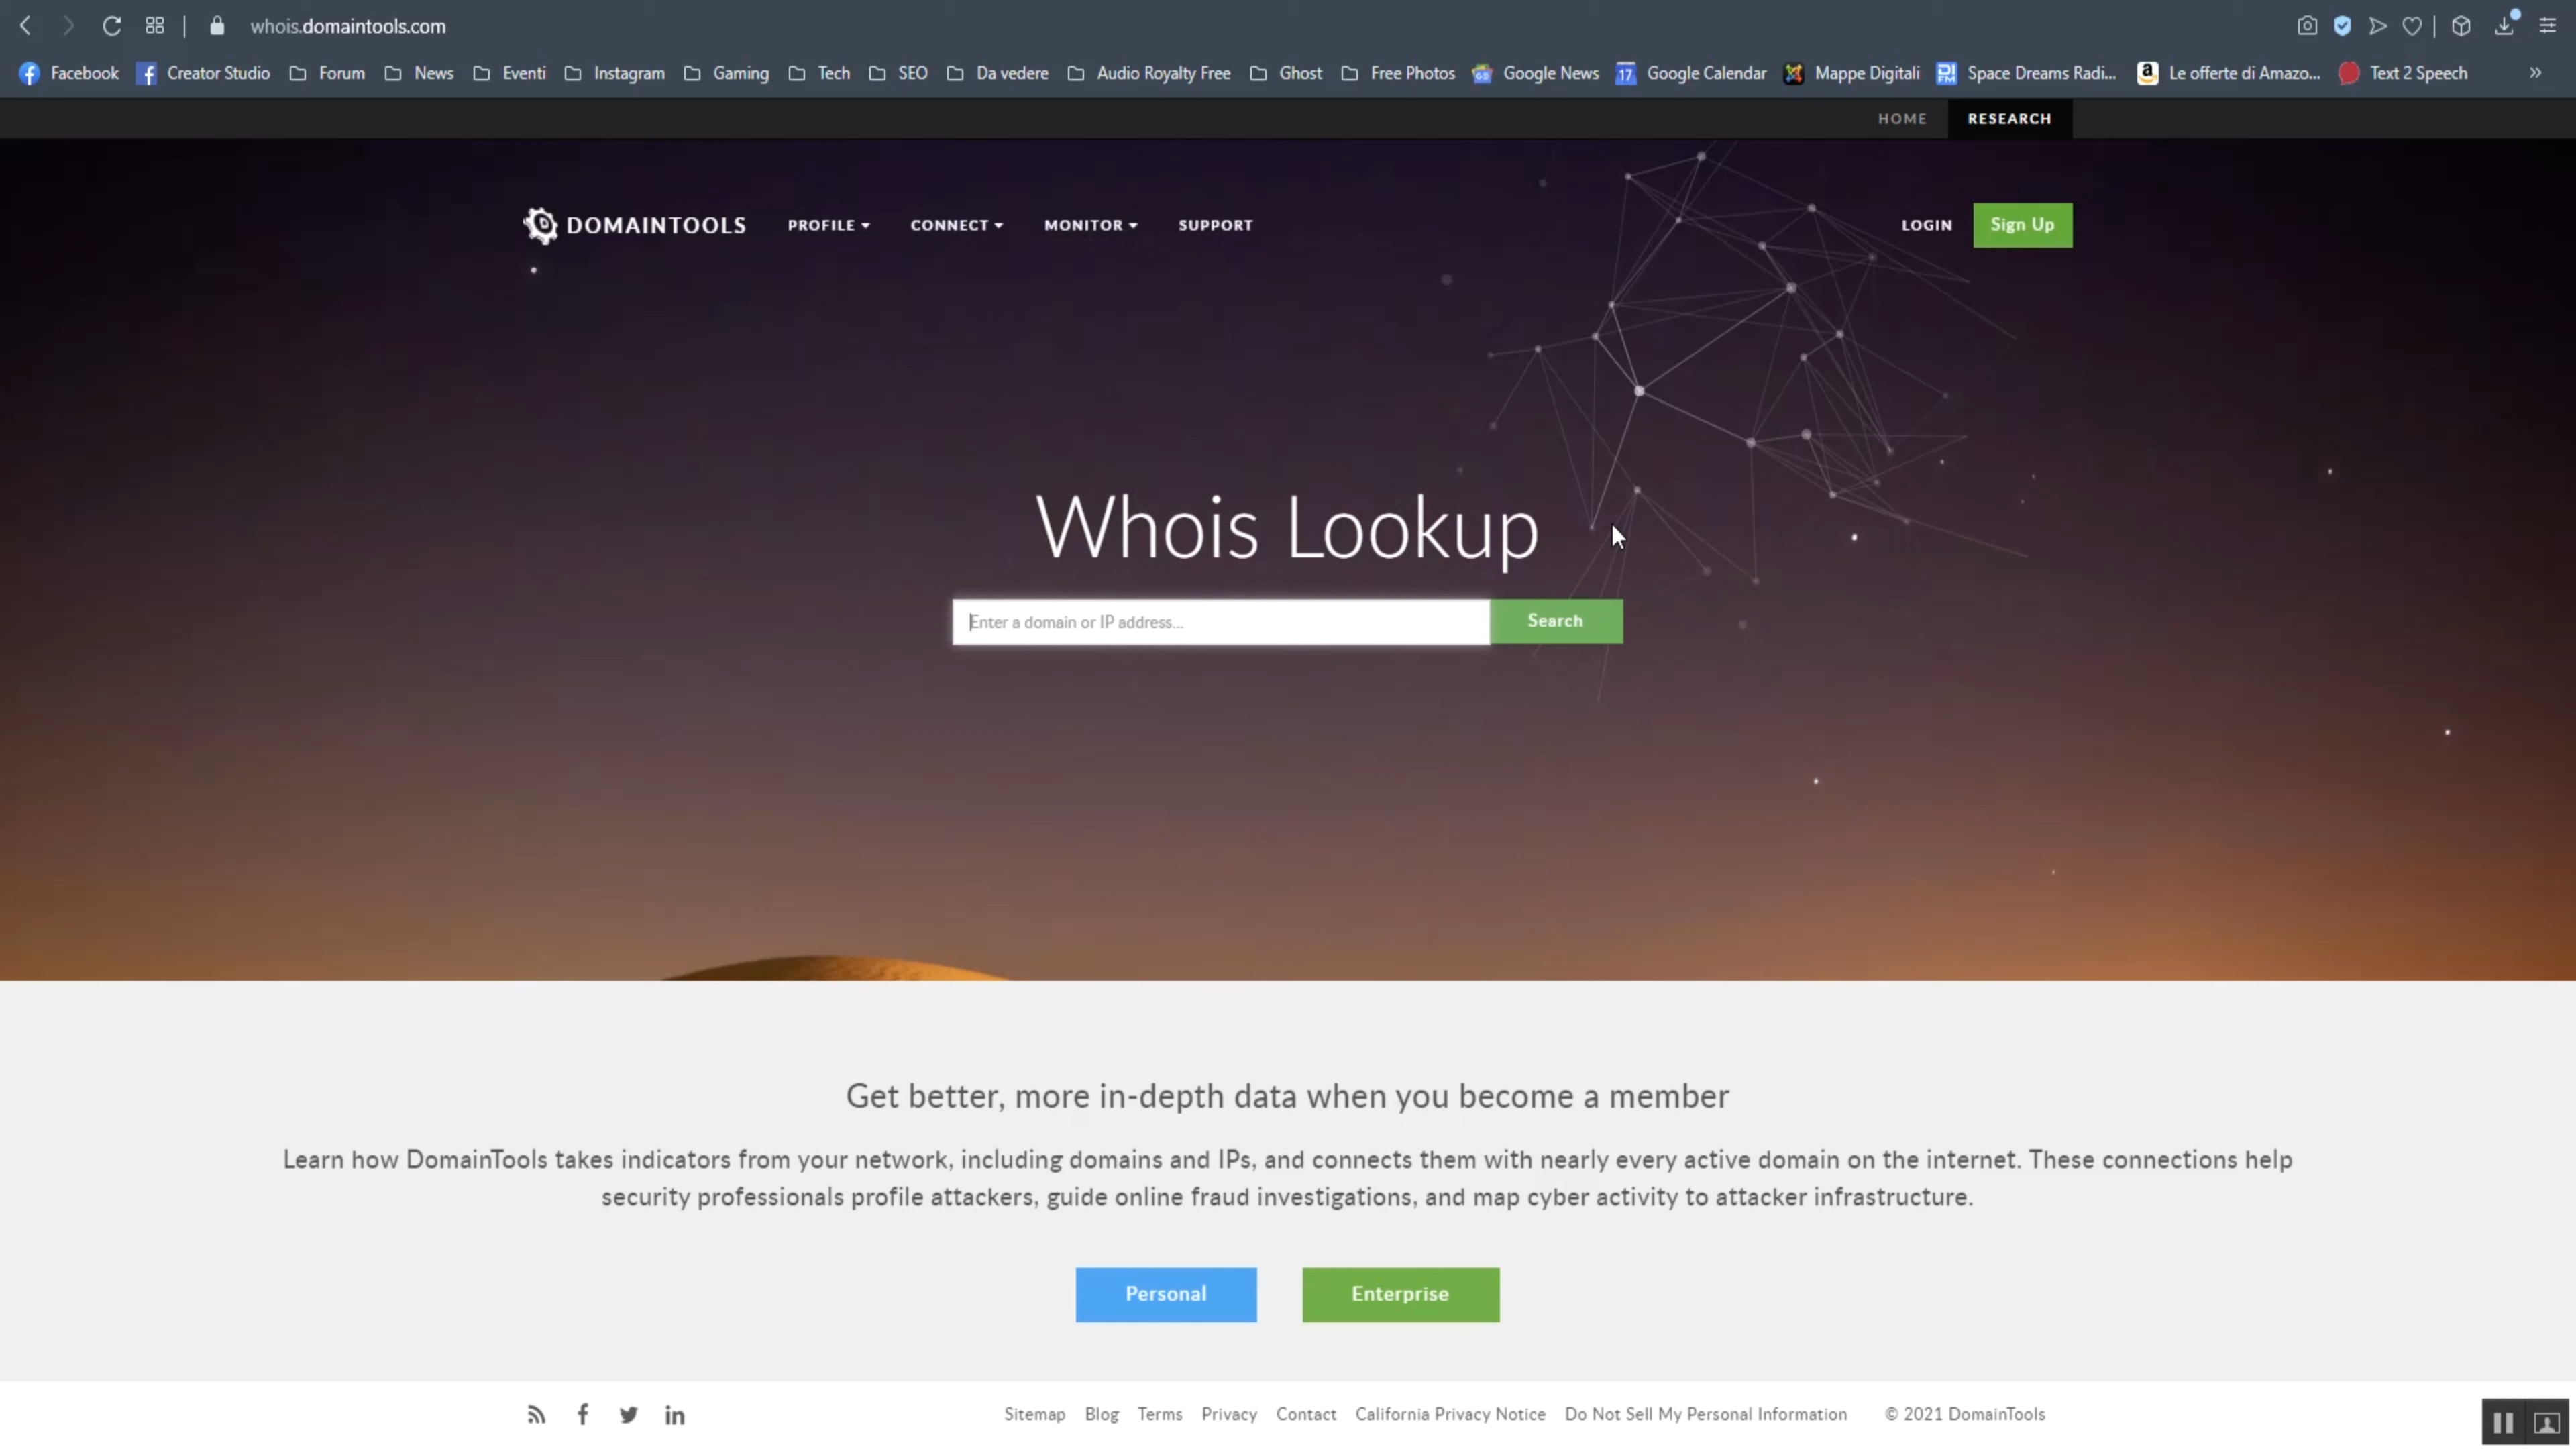 whois.domaintools.com
Facebook Creator Studio Forum News Eventi Instagram Gaming Tech SEO Da vedere Audio Royalty Free Ghost Free Photos Google News 17 Google Calendar Mappe Digitali DI FM Space Dreams Radi... Le offerte di Amazo... Text 2 Speech
HOME RESEARCH
DOMAINTOOLS PROFILE CONNECT MONITOR SUPPORT LOGIN Sign Up
Whois Lookup
Enter a domain or IP address... Search
Get better, more in-depth data when you become a member
Learn how DomainTools takes indicators from your network, including domains and IPs, and connects them with nearly every active domain on the internet. These connections help
security professionals profile attackers, guide online fraud investigations, and map cyber activity to attacker infrastructure.
Personal Enterprise
Sitemap Blog Terms Privacy Contact California Privacy Notice Do Not Sell My Personal Information © 2021 DomainTools